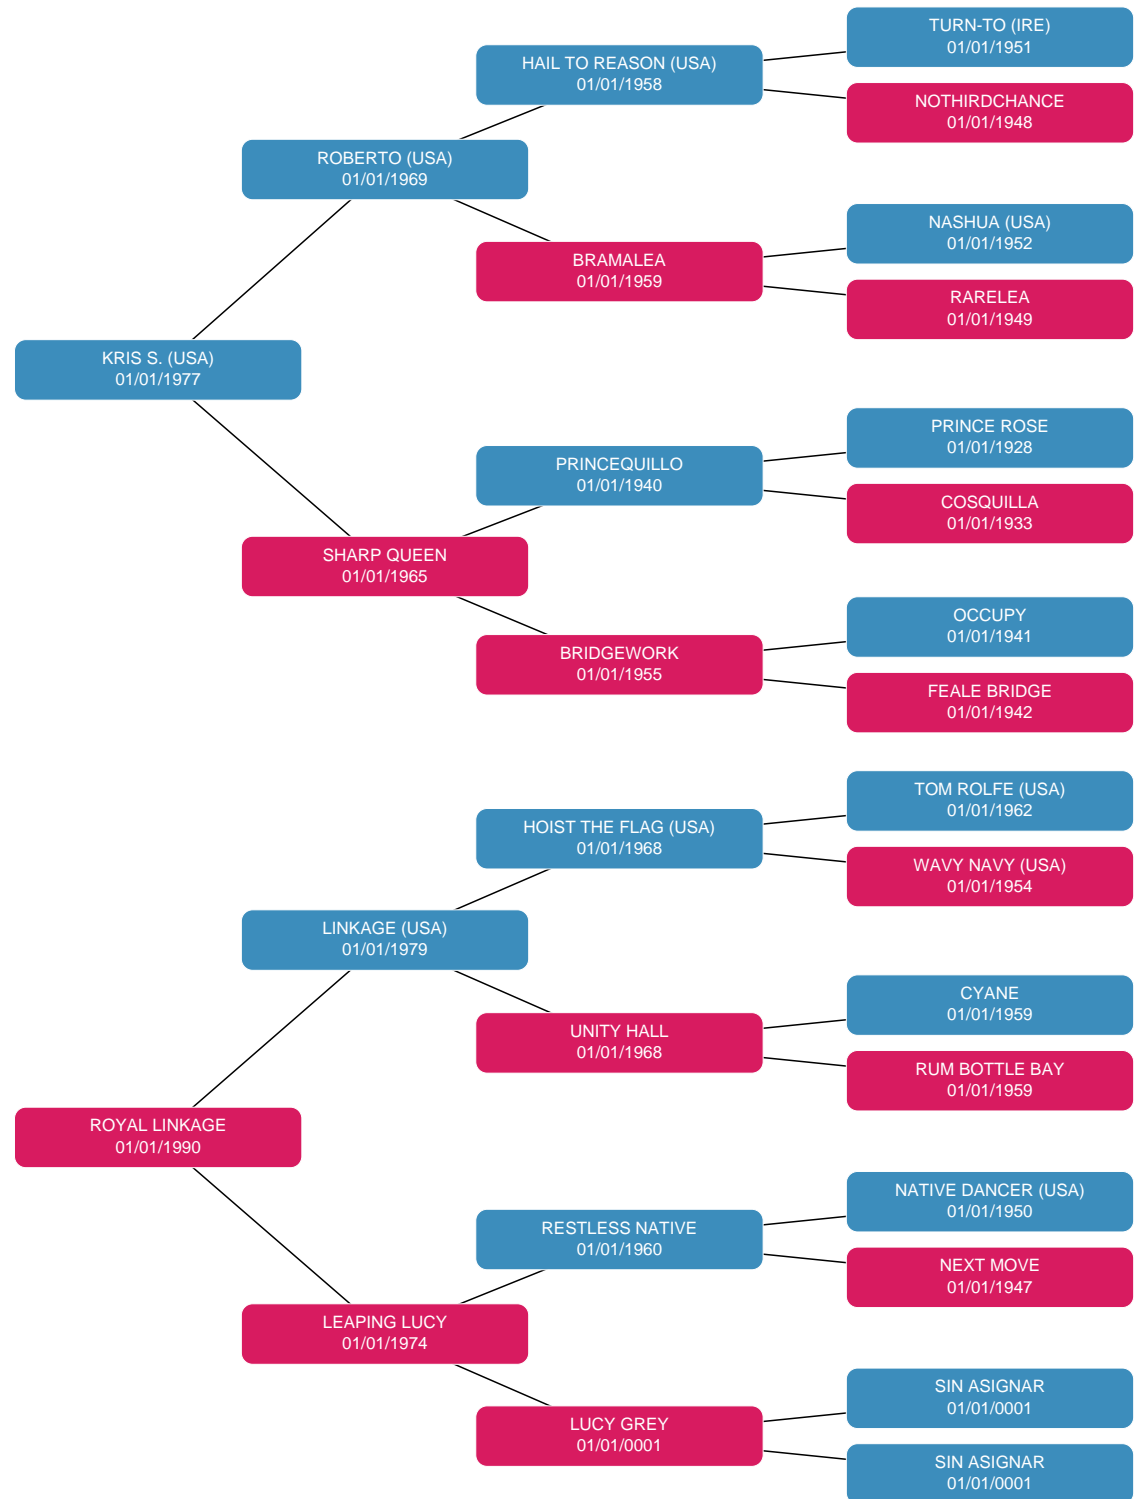 TURN-TO (IRE)
01/01/1951
HAIL TO REASON (USA)
01/01/1958
NOTHIRDCHANCE
01/01/1948
ROBERTO (USA)
01/01/1969
NASHUA (USA)
01/01/1952
BRAMALEA
01/01/1959
RARELEA
01/01/1949
KRIS S. (USA)
01/01/1977
PRINCE ROSE
01/01/1928
PRINCEQUILLO
01/01/1940
COSQUILLA
01/01/1933
SHARP QUEEN
01/01/1965
OCCUPY
01/01/1941
BRIDGEWORK
01/01/1955
FEALE BRIDGE
01/01/1942
TOM ROLFE (USA)
01/01/1962
HOIST THE FLAG (USA)
01/01/1968
WAVY NAVY (USA)
01/01/1954
LINKAGE (USA)
01/01/1979
CYANE
01/01/1959
UNITY HALL
01/01/1968
RUM BOTTLE BAY
01/01/1959
ROYAL LINKAGE
01/01/1990
NATIVE DANCER (USA)
01/01/1950
RESTLESS NATIVE
01/01/1960
NEXT MOVE
01/01/1947
LEAPING LUCY
01/01/1974
SIN ASIGNAR
01/01/0001
LUCY GREY
01/01/0001
SIN ASIGNAR
01/01/0001